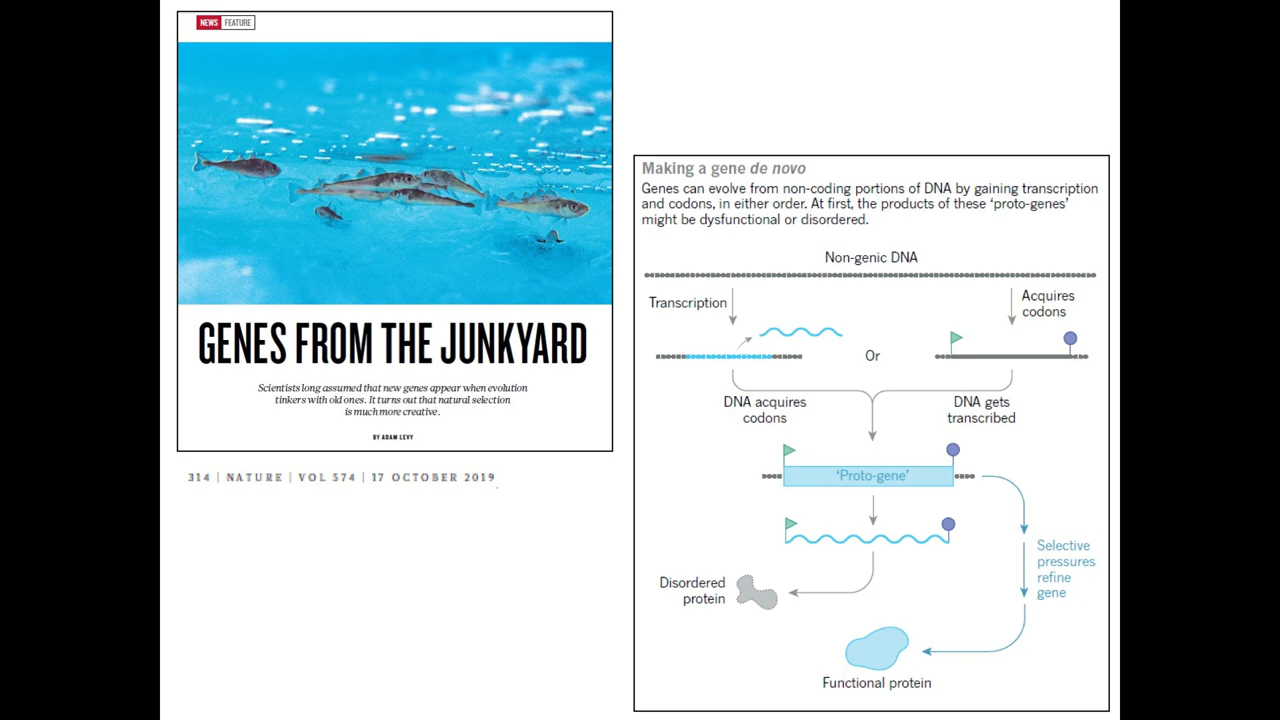 NEWS FEATURE
GENES FROM THE JUNKYARD
Scientists long assumed that new genes appear when evolution
tinkers with old ones. It turns out that natural selection
is much more creative.
BY ADAM LEVY
314 | NATURE | VOL 574 | 17 OCTOBER 2019
Making a gene de novo
Genes can evolve from non-coding portions of DNA by gaining transcription
and codons, in either order. At first, the products of these ‘proto-genes’
might be dysfunctional or disordered.
Non-genic DNA
Transcription
Acquires
codons
Or
DNA acquires
codons
DNA gets
transcribed
‘Proto-gene’
Selective
pressures
refine
gene
Disordered
protein
Functional protein